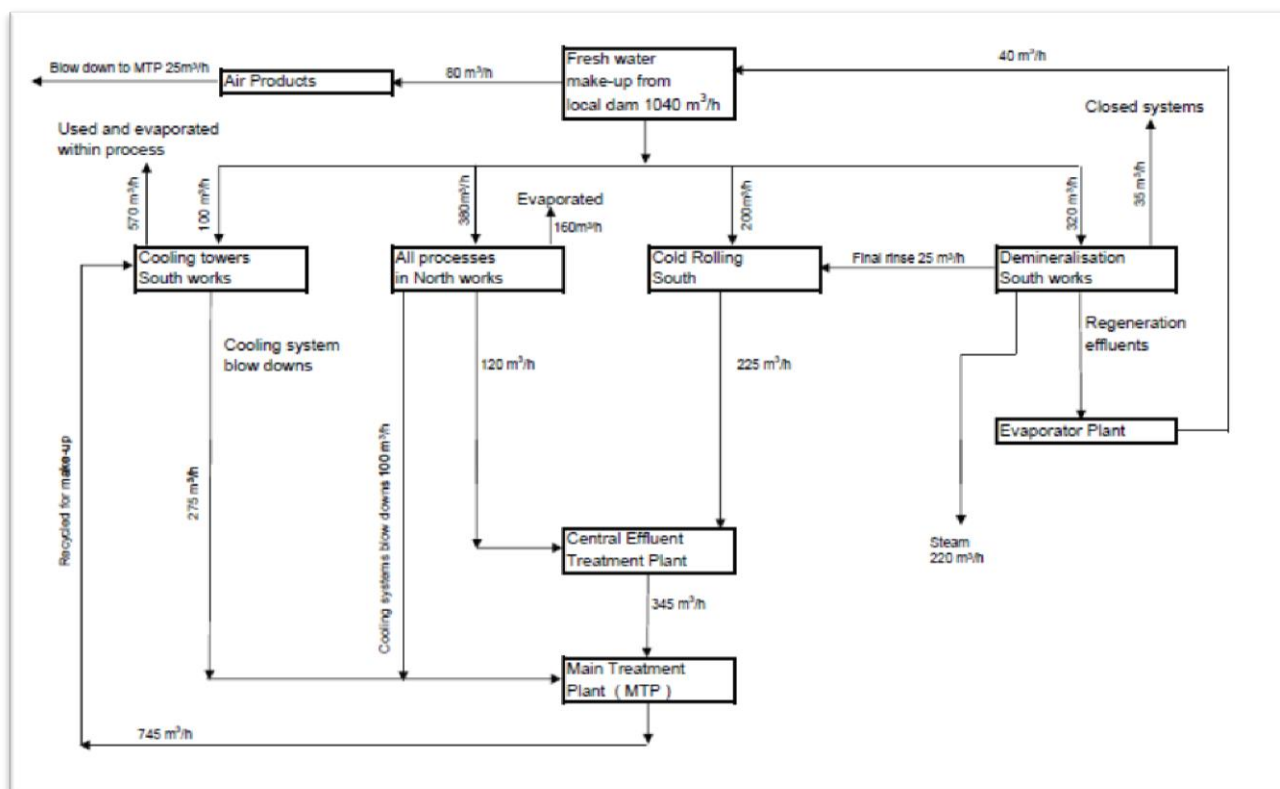 Fresh water
make-up from
local dam 1040 m³/h
40 m³/h
Blow down to MTP 25m³/h
Air Products
80 m³/h
Closed systems
Used and evaporated
within process
570 m³/h
100 m³/h
380m³/h
Evaporated
160m³/h
200m³/h
320 m³/h
35 m³/h
Cooling towers
South works
All processes
in North works
Cold Rolling
South
Final rinse 25 m³/h
Demineralisation
South works
Regeneration
effluents
Cooling system
blow downs
120 m³/h
225 m³/h
Evaporator Plant
Recycled for make-up
275 m³/h
Cooling systems blow downs 100 m³/h
Central Effluent
Treatment Plant
Steam
220 m³/h
345 m³/h
Main Treatment
Plant ( MTP )
745 m³/h